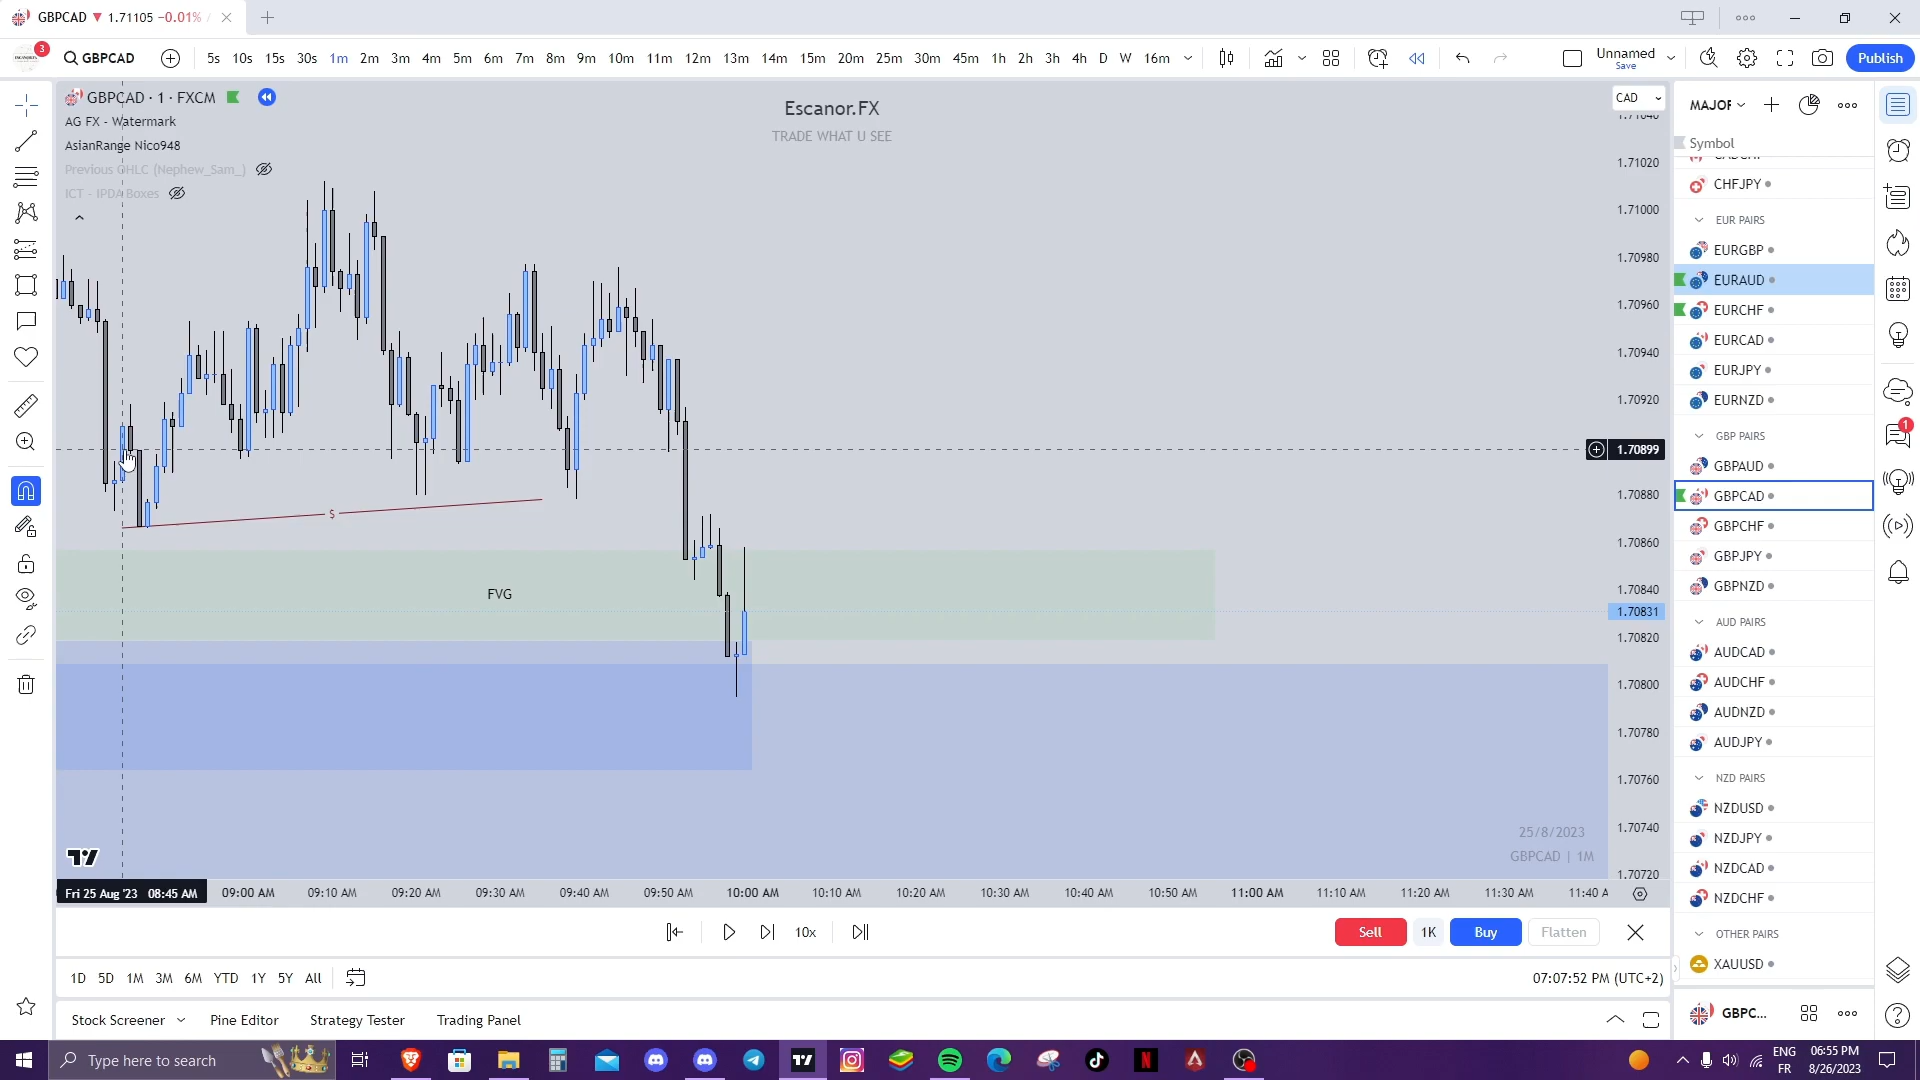 GBPCAD ▼ 1.71105 −0.01% /
3
GBPCAD 5s 10s 15s 30s 1m 2m 3m 4m 5m 6m 7m 8m 9m 10m 11m 12m 13m 14m 15m 20m 25m 30m 45m 1h 2h 3h 4h D W 16m Unnamed Publish
Save
GBPCAD · 1 · FXCM
AG FX - Watermark
AsianRange Nico948
Previous OHLC (Nephew_Sam_)
ICT - IPDA Boxes
Escanor.FX
TRADE WHAT U SEE
CAD
1.71040
1.71020
1.71000
1.70980
1.70960
1.70940
1.70920
1.70899
1.70880
1.70860
1.70840
1.70831
1.70820
1.70800
1.70780
1.70760
1.70740
1.70720
$
FVG
25/8/2023
GBPCAD | 1M
Fri 25 Aug '23 08:45 AM 09:00 AM 09:10 AM 09:20 AM 09:30 AM 09:40 AM 09:50 AM 10:00 AM 10:10 AM 10:20 AM 10:30 AM 10:40 AM 10:50 AM 11:00 AM 11:10 AM 11:20 AM 11:30 AM 11:40 A
10x Sell 1K Buy Flatten
1D 5D 1M 3M 6M YTD 1Y 5Y All 07:07:52 PM (UTC+2)
Stock Screener Pine Editor Strategy Tester Trading Panel
MAJOR
Symbol
CADCHF
CHFJPY
EUR PAIRS
EURGBP
EURAUD
EURCHF
EURCAD
EURJPY
EURNZD
GBP PAIRS
GBPAUD
GBPCAD
GBPCHF
GBPJPY
GBPNZD
AUD PAIRS
AUDCAD
AUDCHF
AUDNZD
AUDJPY
NZD PAIRS
NZDUSD
NZDJPY
NZDCAD
NZDCHF
OTHER PAIRS
XAUUSD
GBPC...
1
Type here to search
ENG
FR
06:55 PM
8/26/2023